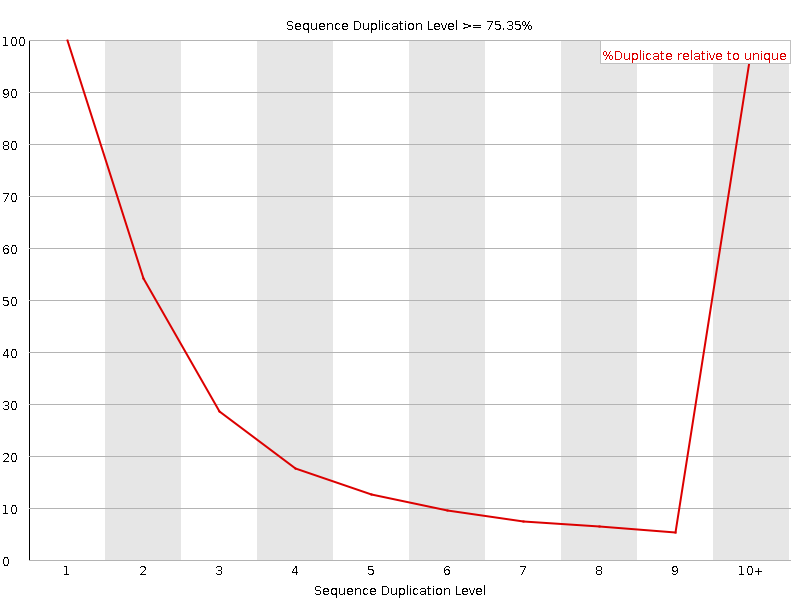 Sequence Duplication Level >= 75.35%
%Duplicate relative to unique
100
90
80
70
60
50
40
30
20
10
0
1 2 3 4 5 6 7 8 9 10+
Sequence Duplication Level